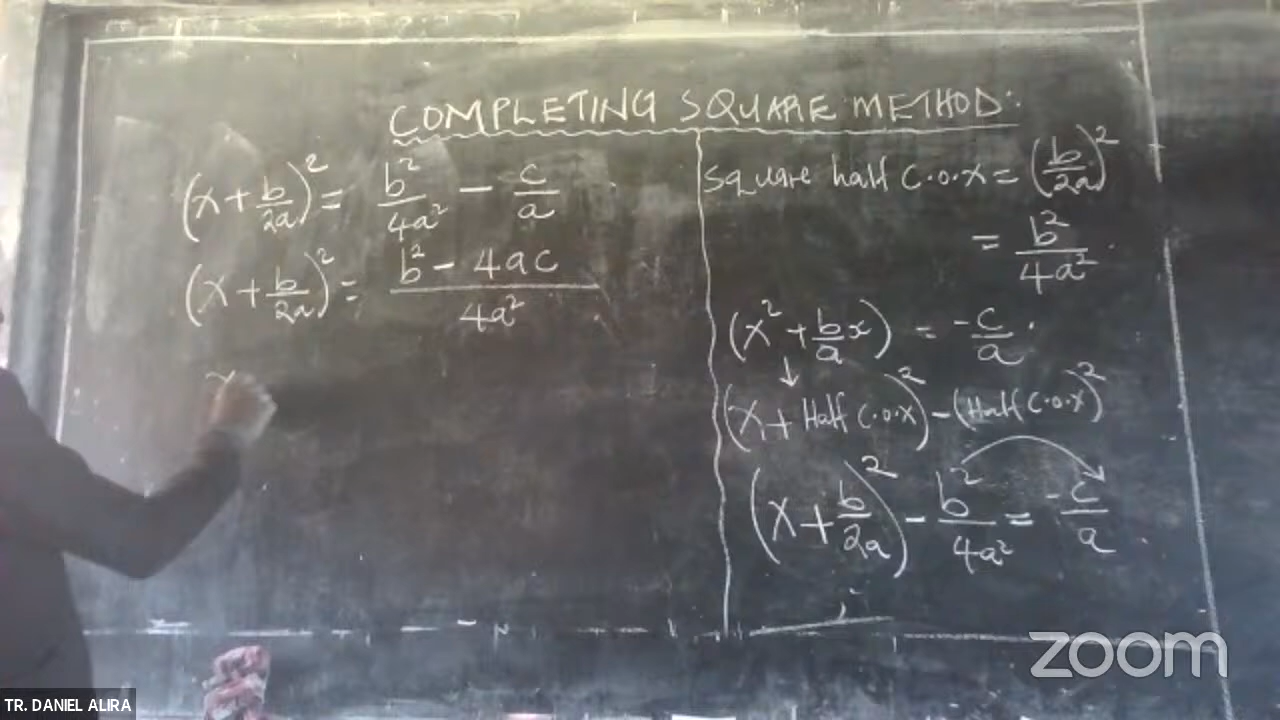 COMPLETING SQUARE METHOD:
(x + b/2a)² = b²/4a² - c/a
(x + b/2a)² = b² - 4ac / 4a²
x
Square half C.O.X = (b/2a)²
= b²/4a²
(x² + b/a x) = -c/a
↓
(x + Half C.O.X)² - (Half C.O.X)²
(x + b/2a)² - b²/4a² = -c/a
zoom
TR. DANIEL ALIRA